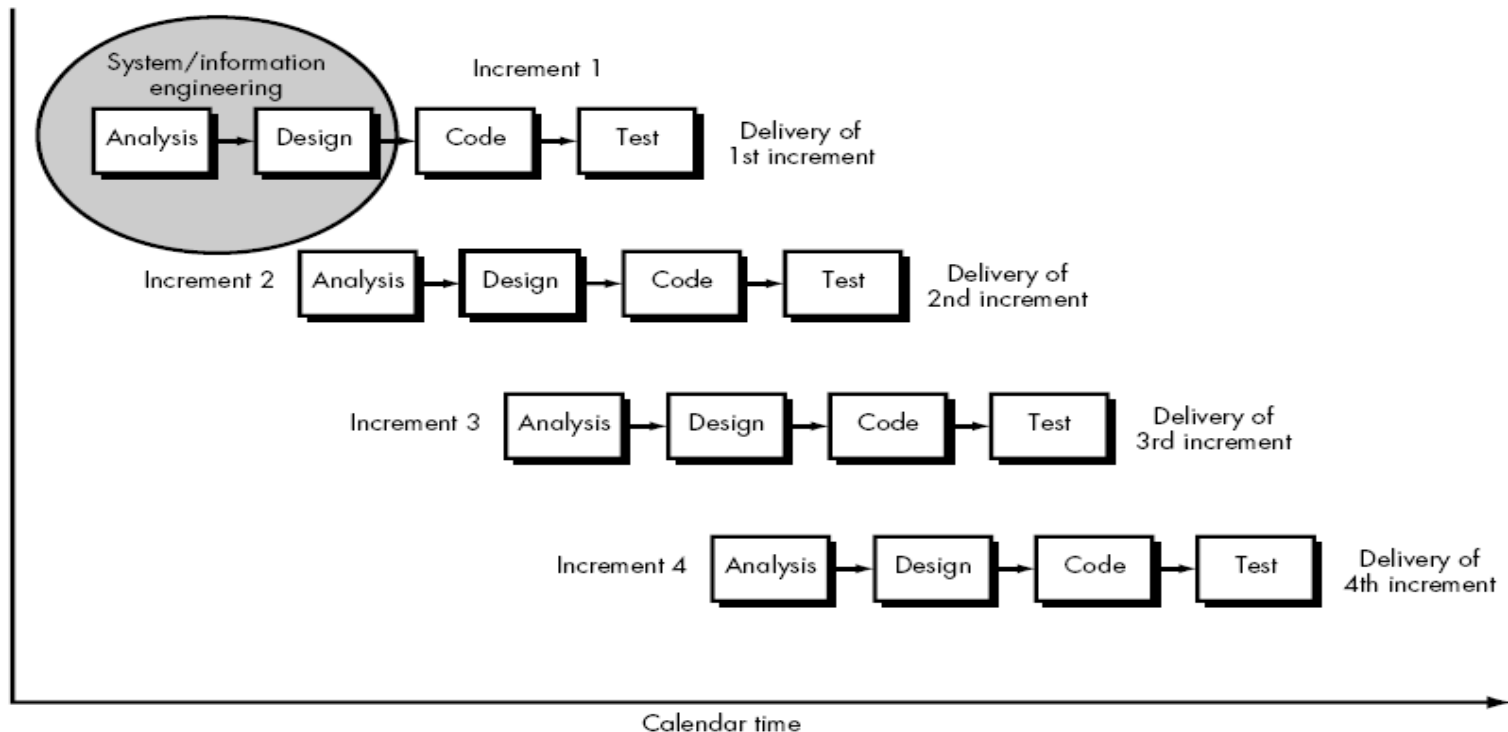 System/information
engineering
Increment 1
Analysis
Design
Code
Test
Delivery of
1st increment
Increment 2
Analysis
Design
Code
Test
Delivery of
2nd increment
Increment 3
Analysis
Design
Code
Test
Delivery of
3rd increment
Increment 4
Analysis
Design
Code
Test
Delivery of
4th increment
Calendar time